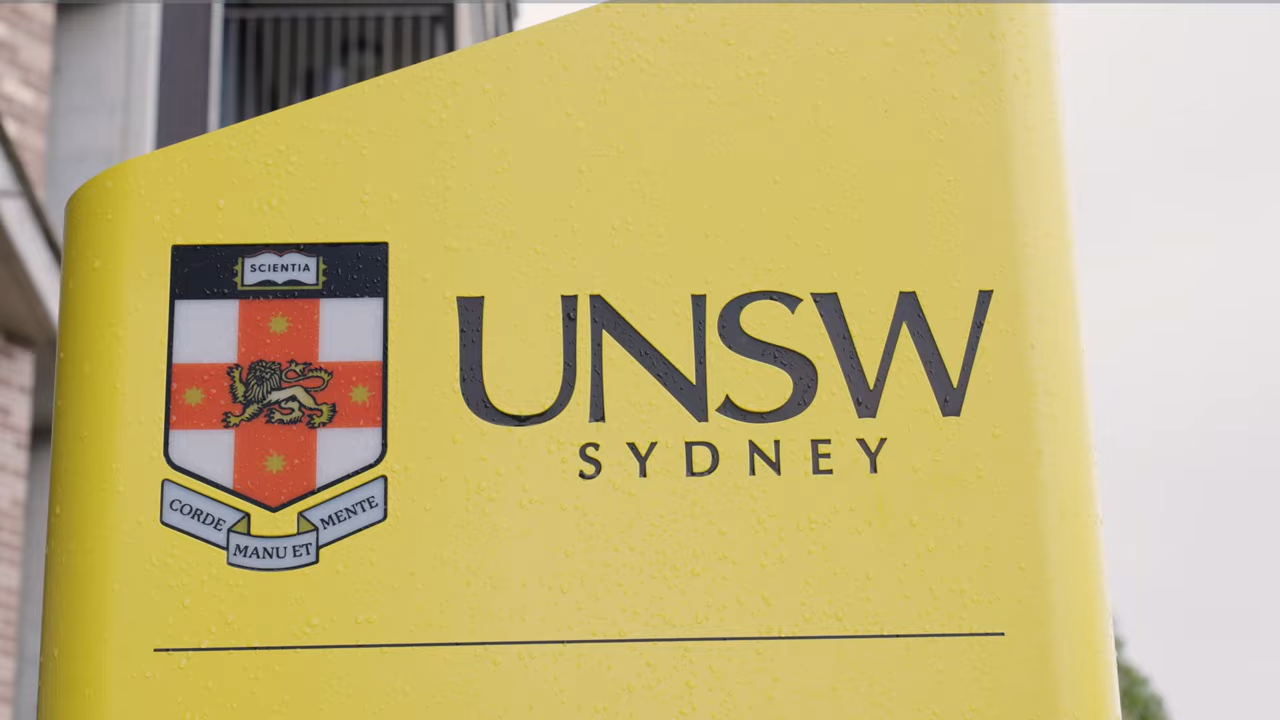 SCIENTIA
UNSW
SYDNEY
CORDE
MANU ET
MENTE